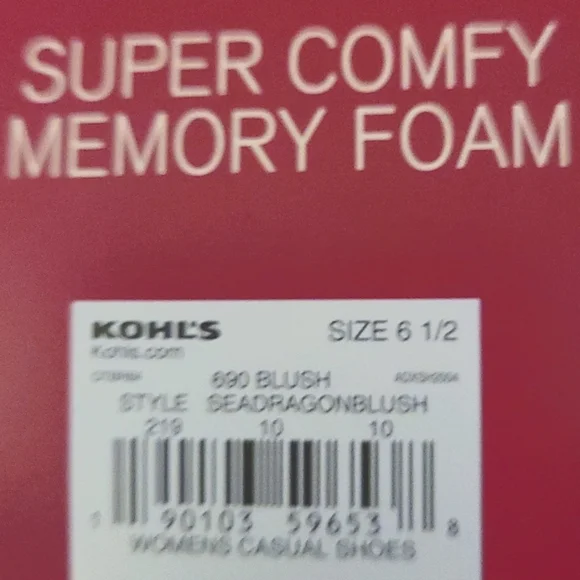 SUPER COMFY
MEMORY FOAM
KOHL'S SIZE 6 1/2
Kohls.com
690 BLUSH
STYLE SEADRAGONBLUSH
219 10 10
90103 59653 8
WOMENS CASUAL SHOES